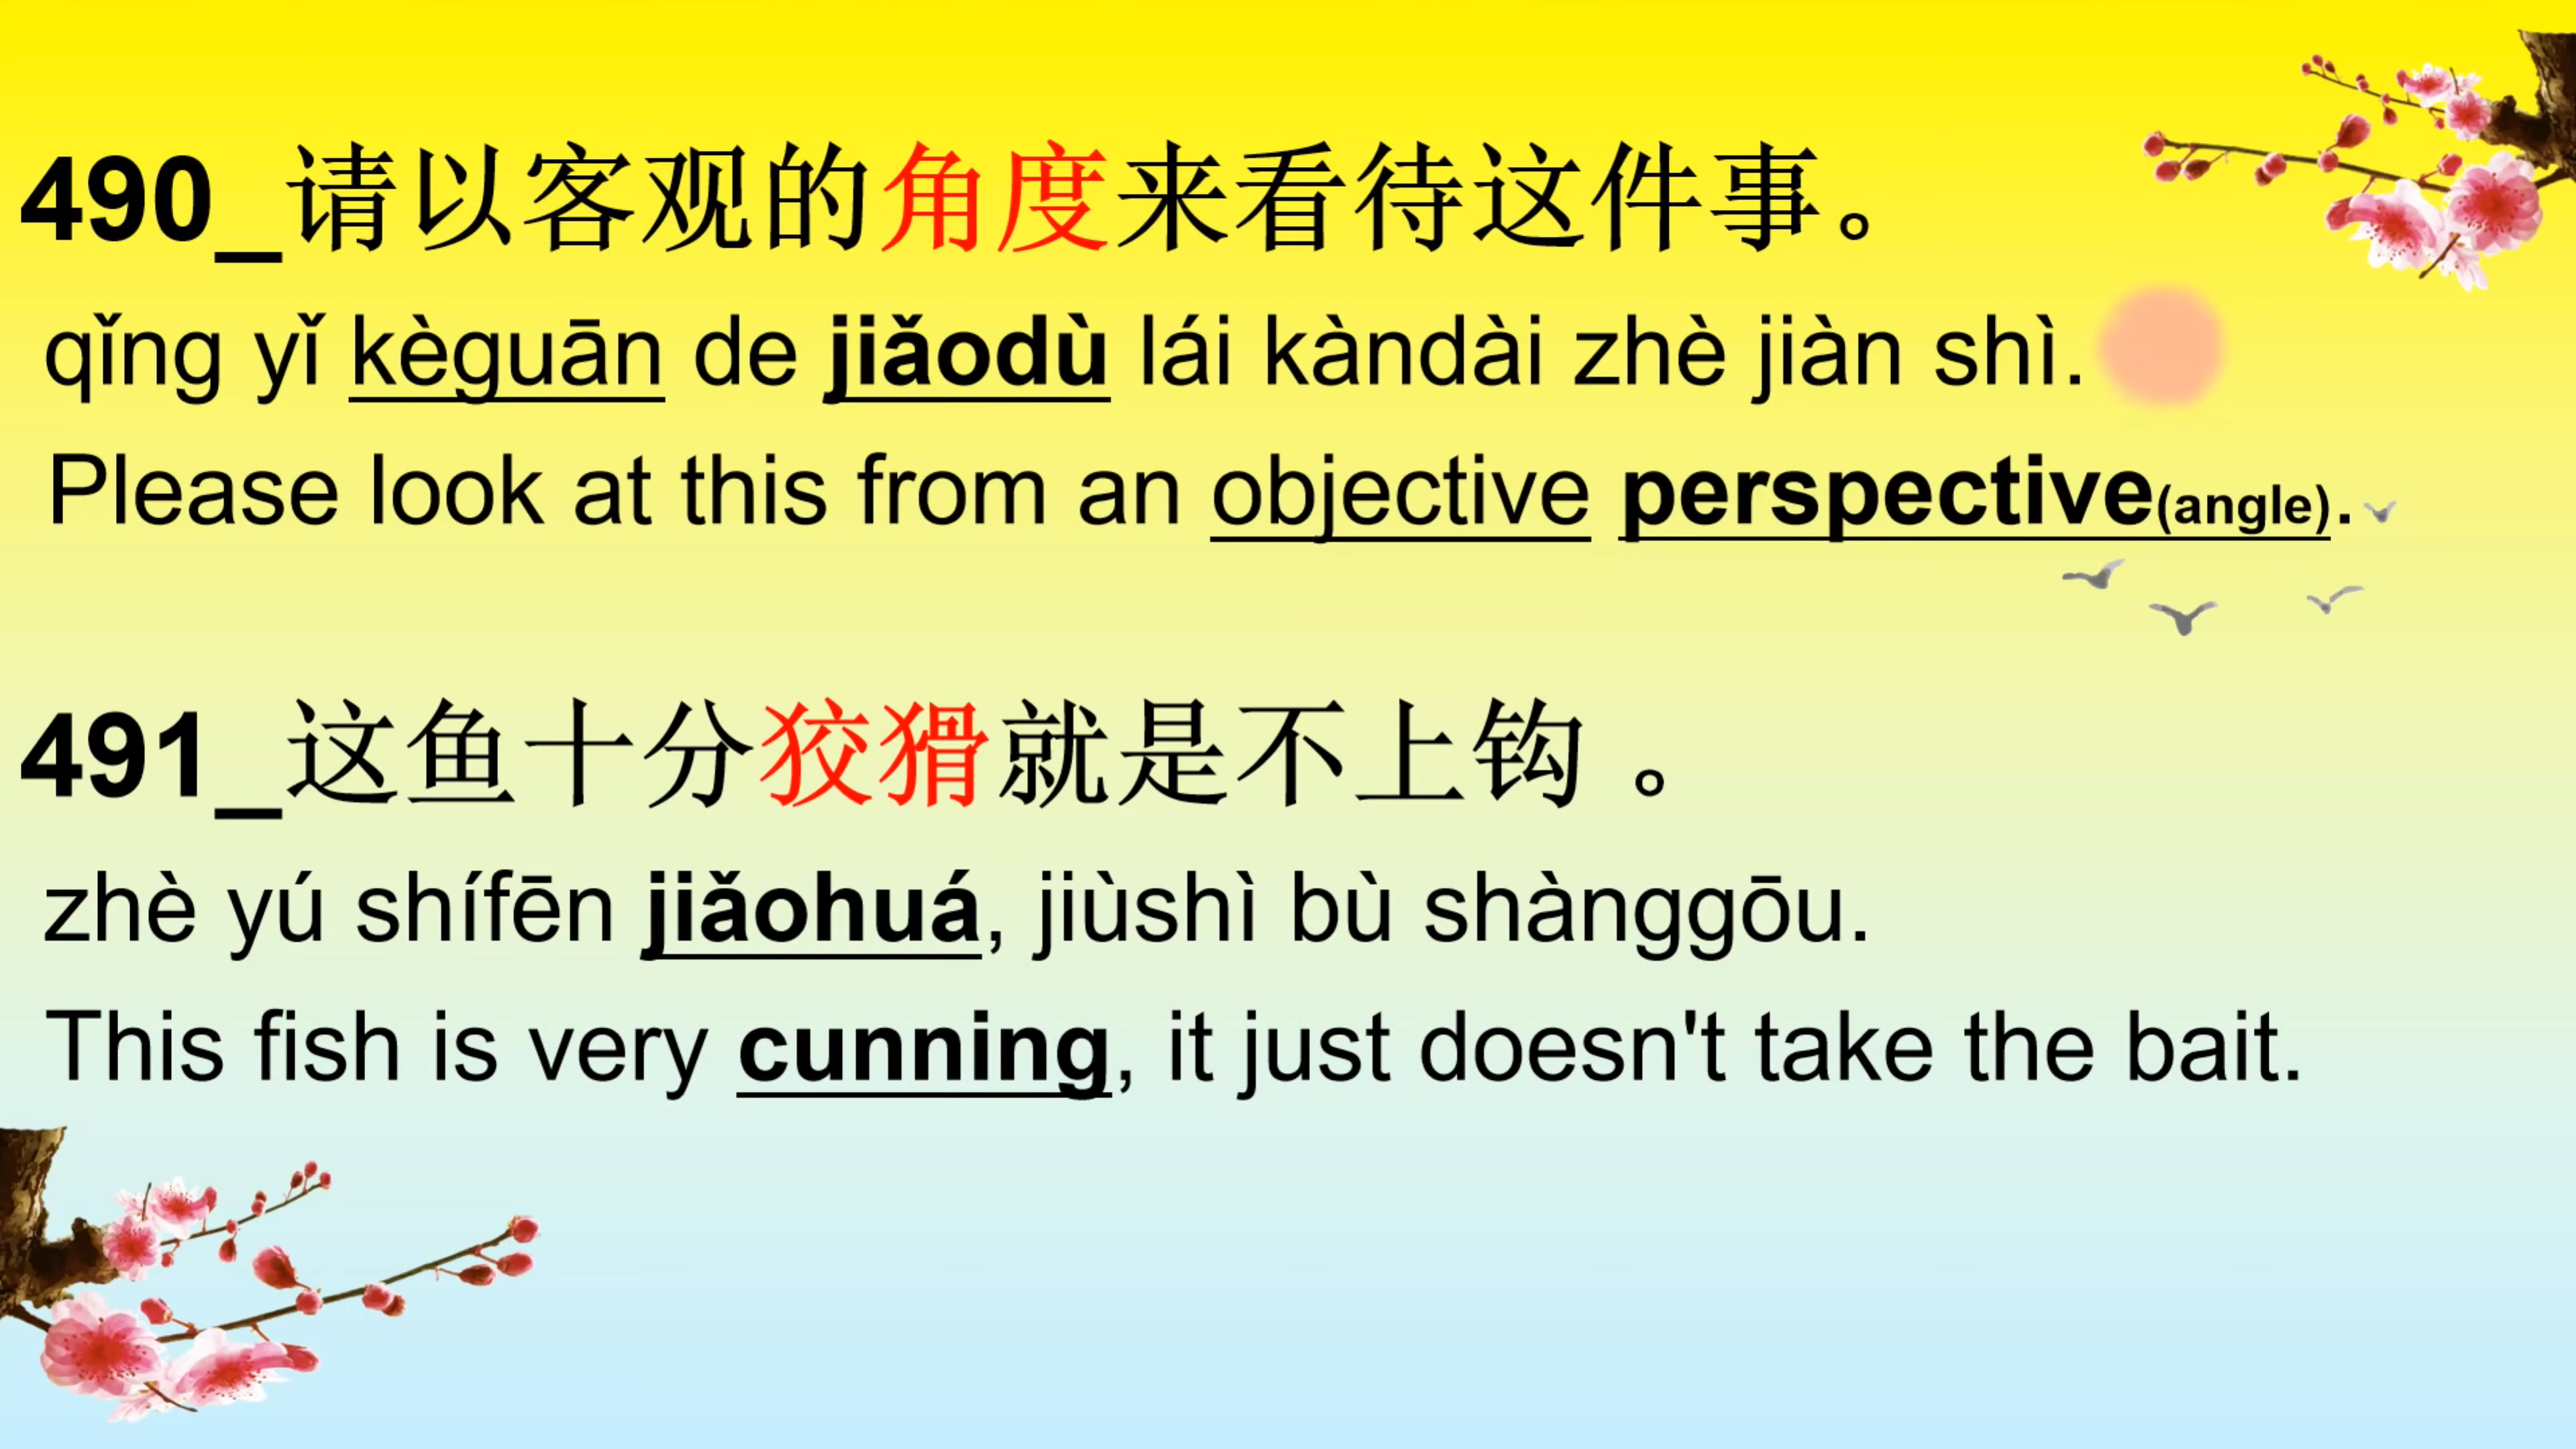 490_请以客观的角度来看待这件事。
qǐng yǐ kèguān de jiǎodù lái kàndài zhè jiàn shì.
Please look at this from an objective perspective(angle).
491_这鱼十分狡猾就是不上钩 。
zhè yú shífēn jiǎohuá, jiùshì bù shànggōu.
This fish is very cunning, it just doesn't take the bait.